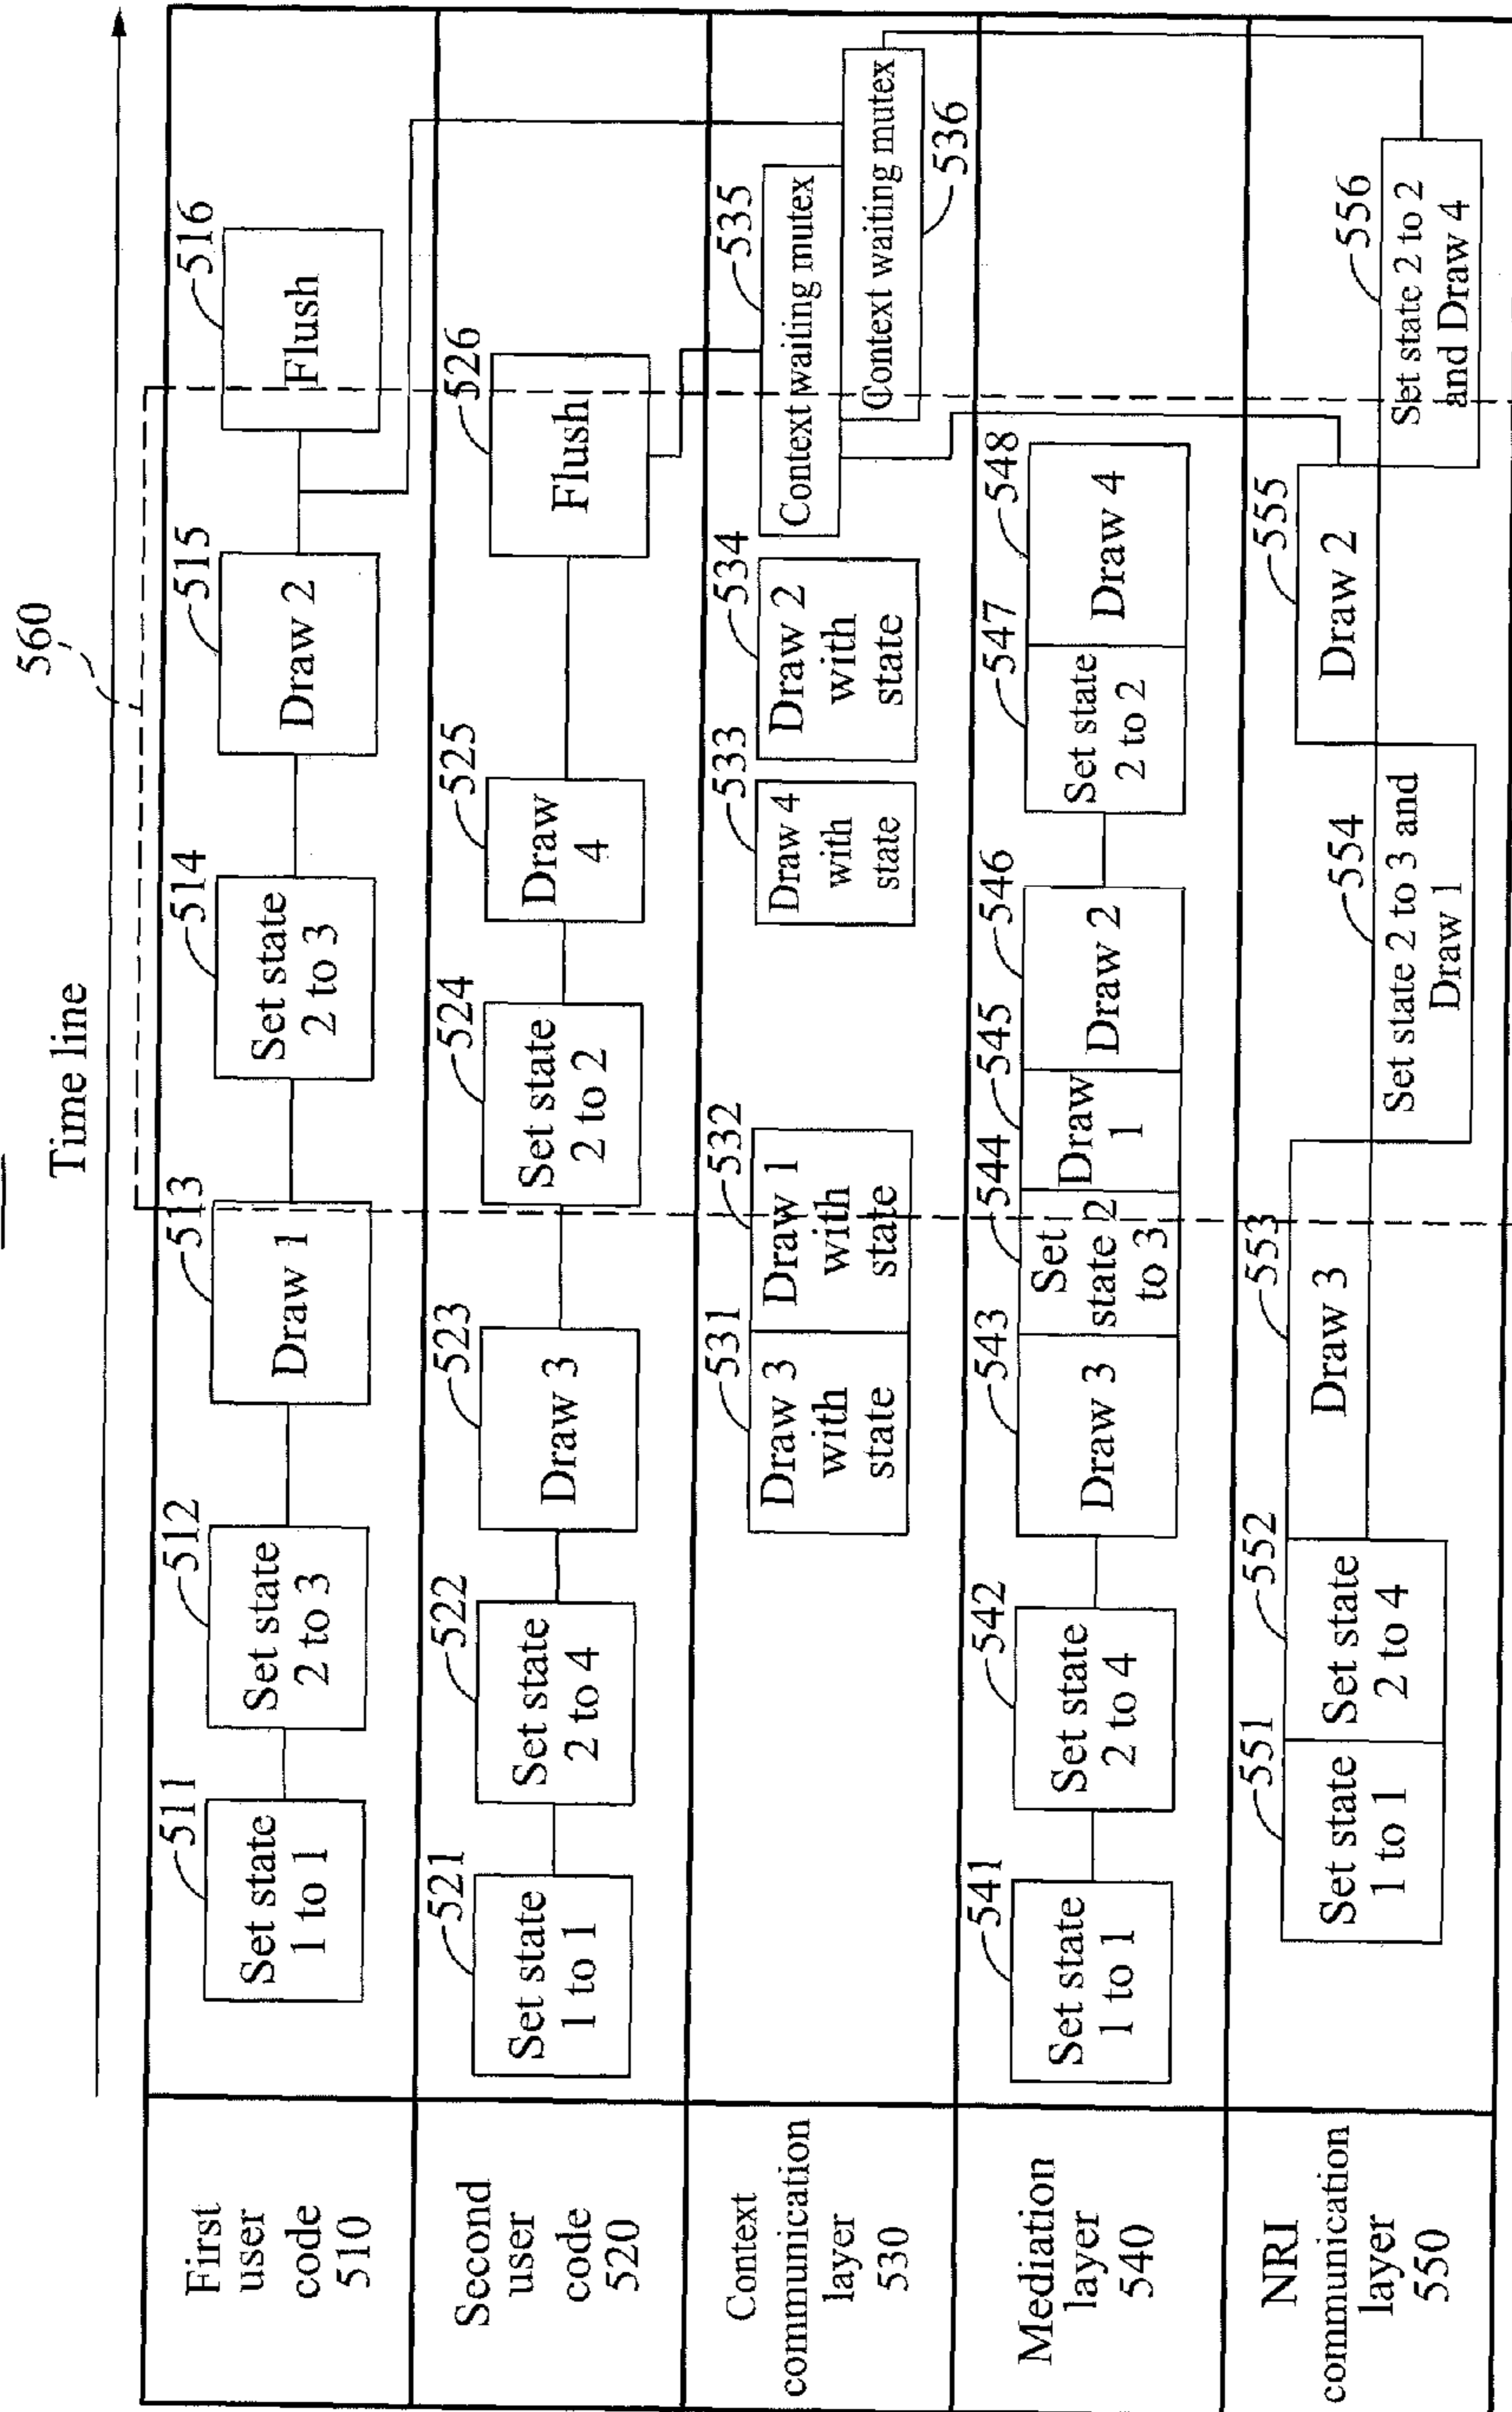 Time line
560
First
user
code
510
511
Set state
1 to 1
512
Set state
2 to 3
513
Draw 1
514
Set state
2 to 3
515
Draw 2
516
Flush
Second
user
code
520
521
Set state
1 to 1
522
Set state
2 to 4
523
Draw 3
524
Set state
2 to 2
525
Draw
4
526
Flush
Context
communication
layer
530
531
Draw 3
with
state
532
Draw 1
with
state
533
Draw 4
with
state
534
Draw 2
with
state
535
Context waiting mutex
Context waiting mutex
536
Mediation
layer
540
541
Set state
1 to 1
542
Set state
2 to 4
543
Draw 3
544
Set
state 2
to 3
545
Draw
1
546
Draw 2
547
Set state
2 to 2
548
Draw 4
NRI
communication
layer
550
551
Set state
1 to 1
552
Set state
2 to 4
553
Draw 3
554
Set state 2 to 3 and
Draw 1
555
Draw 2
556
Set state 2 to 2
and Draw 4